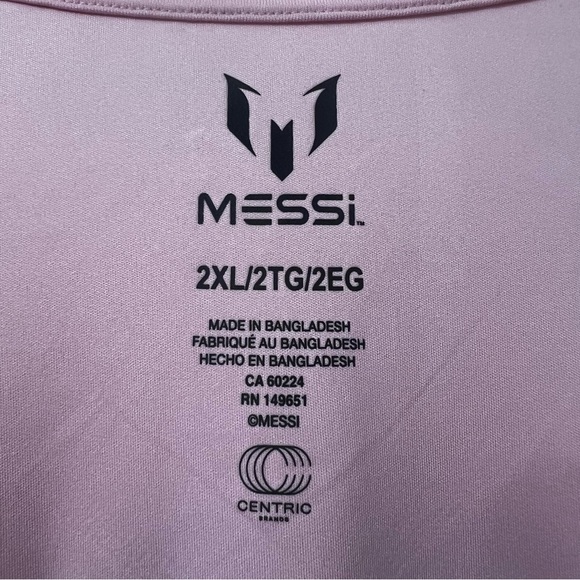 MESSi™
2XL/2TG/2EG
MADE IN BANGLADESH
FABRIQUÉ AU BANGLADESH
HECHO EN BANGLADESH
CA 60224
RN 149651
©MESSI
CENTRIC
BRANDS